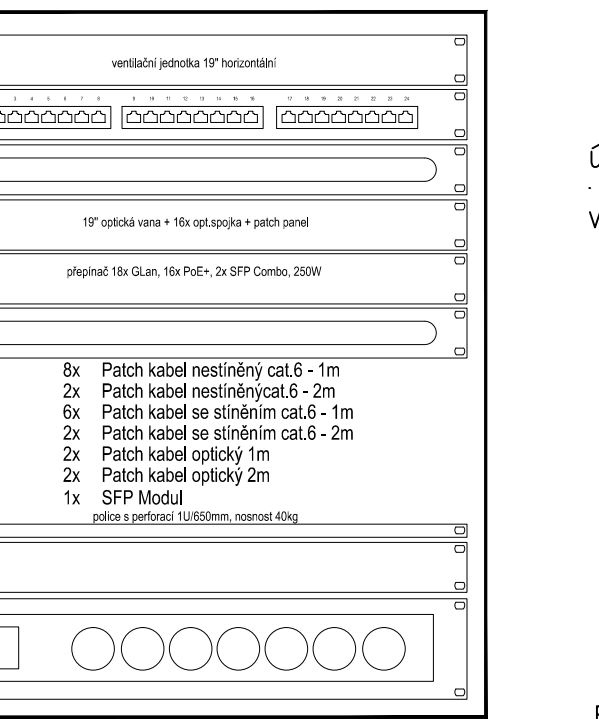 ventilační jednotka 19" horizontální
3 4 5 6 7 8 9 10 11 12 13 14 15 16 17 18 19 20 21 22 23 24
19" optická vana + 16x opt.spojka + patch panel
přepínač 18x GLan, 16x PoE+, 2x SFP Combo, 250W
8x Patch kabel nestíněný cat.6 - 1m
2x Patch kabel nestíněnýcat.6 - 2m
6x Patch kabel se stíněním cat.6 - 1m
2x Patch kabel se stíněním cat.6 - 2m
2x Patch kabel optický 1m
2x Patch kabel optický 2m
1x SFP Modul
police s perforací 1U/650mm, nosnost 40kg